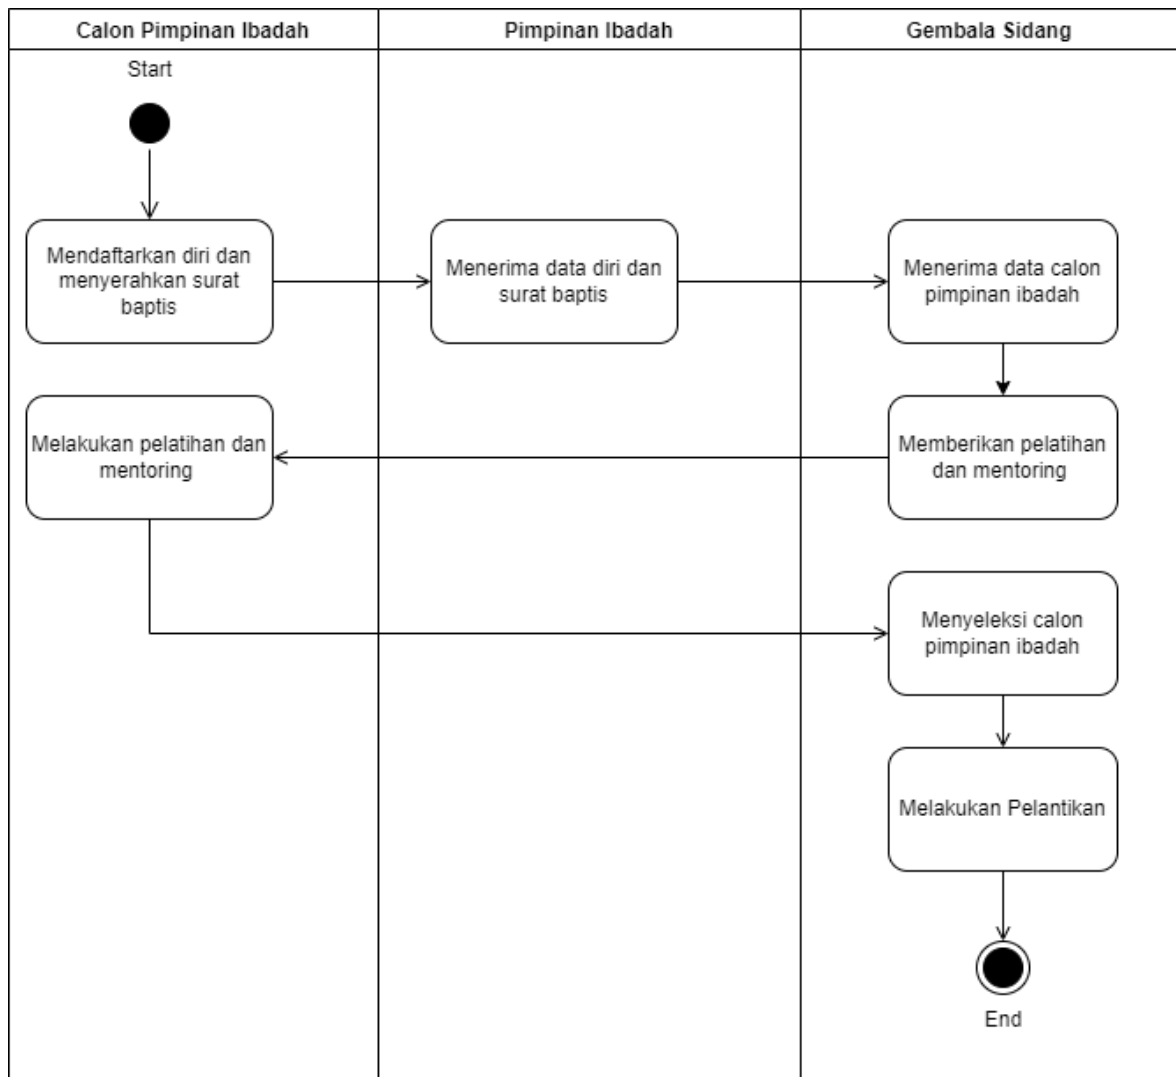 Calon Pimpinan Ibadah
Pimpinan Ibadah
Gembala Sidang
Start
Mendaftarkan diri dan
menyerahkan surat
baptis
Menerima data diri dan
surat baptis
Menerima data calon
pimpinan ibadah
Melakukan pelatihan dan
mentoring
Memberikan pelatihan
dan mentoring
Menyeleksi calon
pimpinan ibadah
Melakukan Pelantikan
End